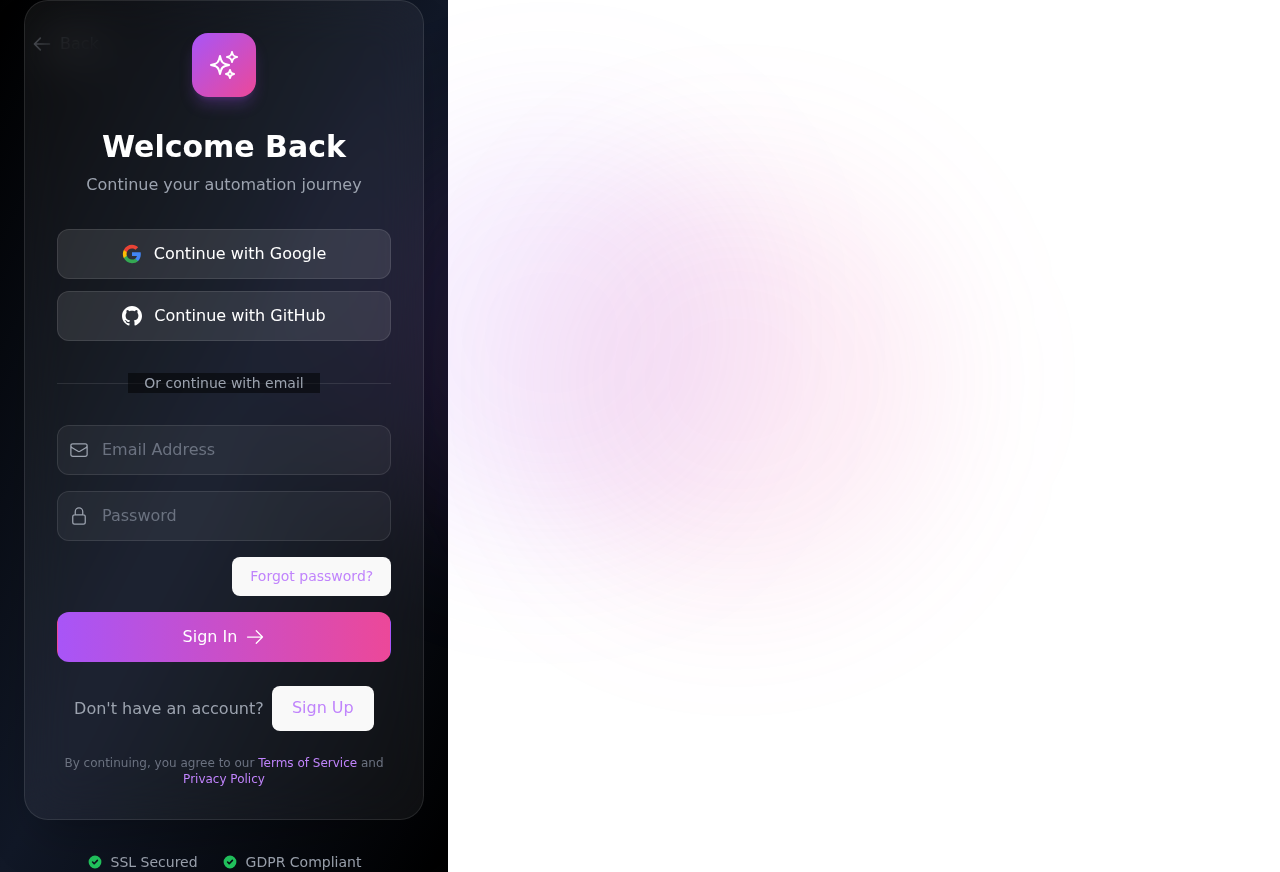 Back
Welcome Back
Continue your automation journey
Continue with Google
Continue with GitHub
Or continue with email
Email Address
Password
Forgot password?
Sign In
Don't have an account? Sign Up
By continuing, you agree to our Terms of Service and
Privacy Policy
SSL Secured GDPR Compliant